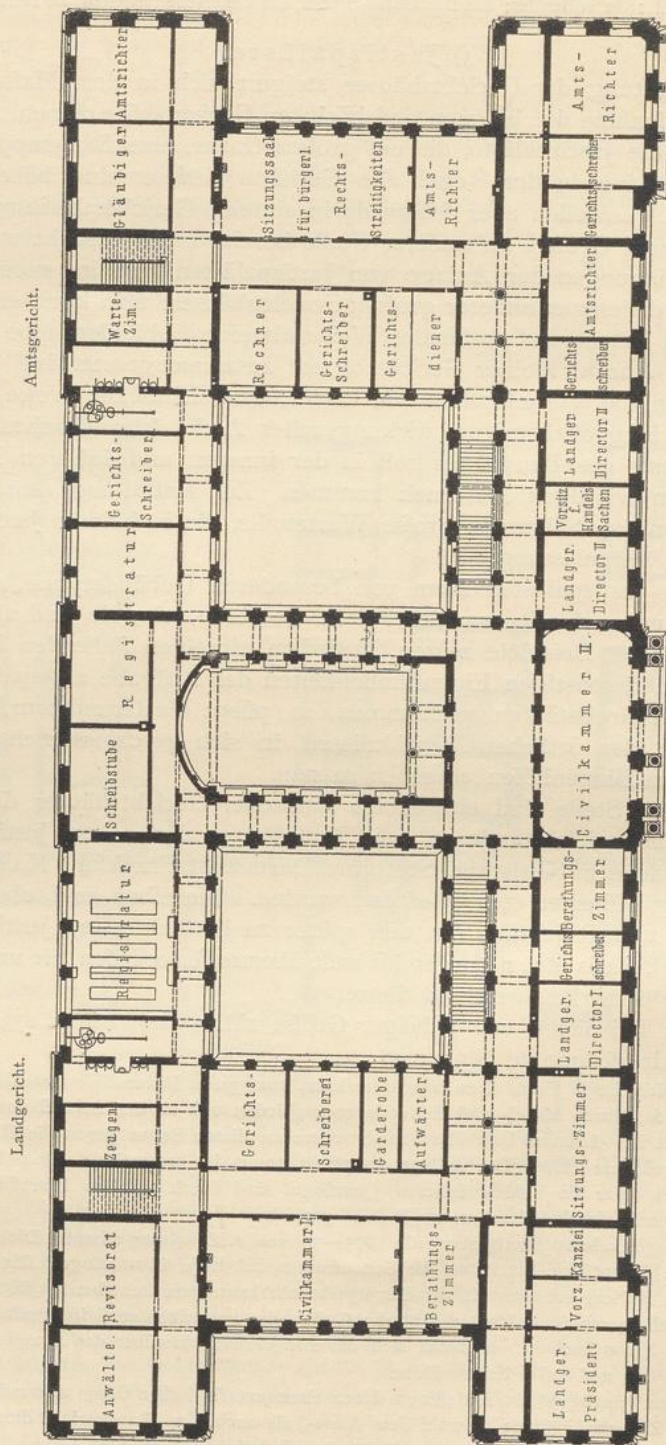 Landgericht.
Amtsgericht.
Anwälte.
Revisorat
Zeugen
Registratur
Schreibstube
Registratur
Gerichts-
Schreiber
Warte-
Zim.
Gläubiger
Amtsrichter
Civilkammer I
Berathungs-
Zimmer
Gerichts-
Schreiberei
Garderobe
Aufwärter
Rechner
Gerichts-
Schreiber
Gerichts-
diener
Sitzungssaal
für bürgerl.
Rechts-
Streitigkeiten
Amts-
Richter
Landger.
Präsident
Vorz.
Kanzlei
Sitzungs-Zimmer
Landger.
Director I
Gerichts
schreiber
Berathungs-
Zimmer
Civilkammer II.
Landger.
Director II
Vorsitz
f.
Handels
Sachen
Landger
Director II
Gerichts
schreiber
Amtsrichter
Gerichts
schreiber
Amts-
Richter